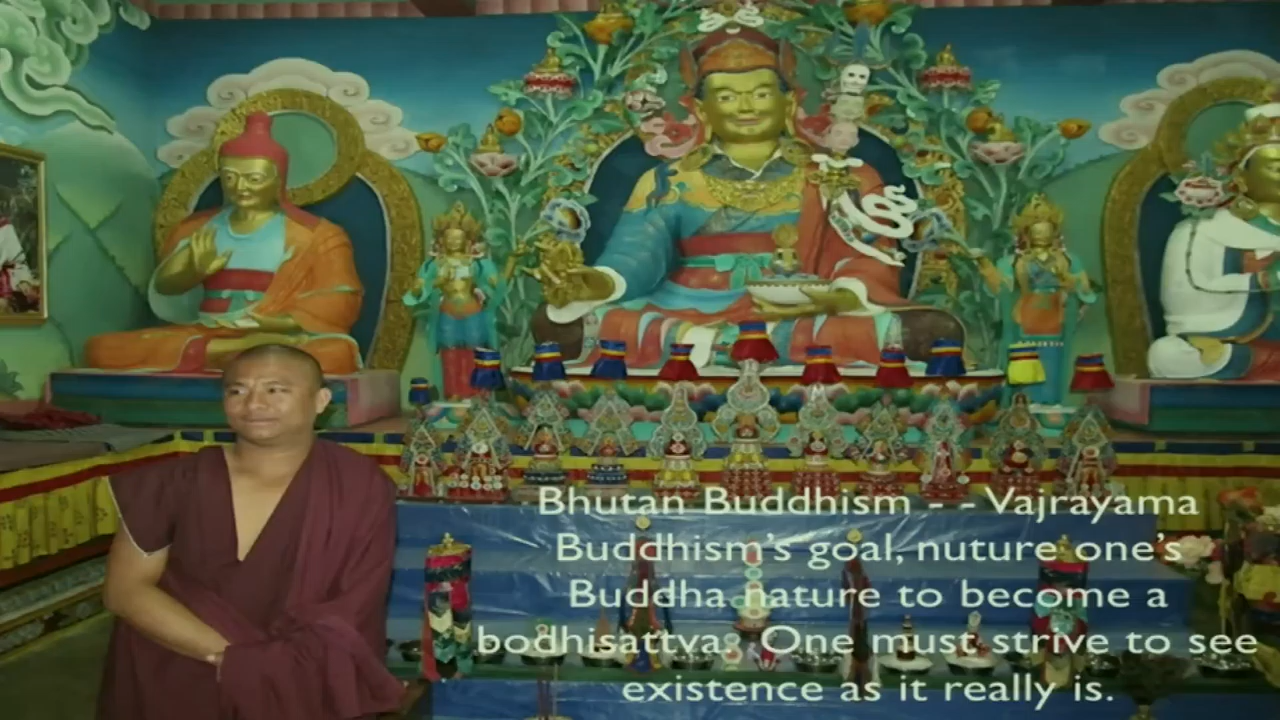 Bhutan Buddhism - - Vajrayama
Buddhism's goal, nuture one's
Buddha nature to become a
bodhisattva. One must strive to see
existence as it really is.